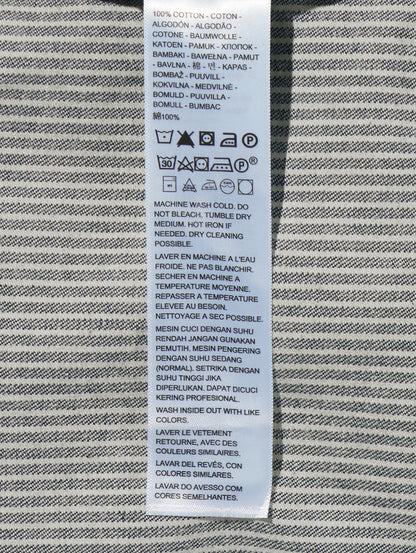 100% COTTON - COTON -
ALGODÓN - ALGODÃO -
COTONE - BAUMWOLLE -
KATOEN - PAMUK - ХЛОПОК -
BAMBAKI - BAWEŁNA - PAMUT
- BAVLNA - 棉 - 면 - KAPAS -
BOMBAŽ - PUUVILL -
KOKVILNA - MEDVILNĖ -
BOMULD - PUUVILLA -
BOMULL - BUMBAC
綿100%
P
30 P®
MACHINE WASH COLD. DO
NOT BLEACH. TUMBLE DRY
MEDIUM. HOT IRON IF
NEEDED. DRY CLEANING
POSSIBLE.
LAVER EN MACHINE A L'EAU
FROIDE. NE PAS BLANCHIR.
SECHER EN MACHINE A
TEMPERATURE MOYENNE.
REPASSER A TEMPERATURE
ELEVEE AU BESOIN.
NETTOYAGE A SEC POSSIBLE.
MESIN CUCI DENGAN SUHU
RENDAH JANGAN GUNAKAN
PEMUTIH. MESIN PENGERING
DENGAN SUHU SEDANG
(NORMAL). SETRIKA DENGAN
SUHU TINGGI JIKA
DIPERLUKAN, DAPAT DICUCI
KERING PROFESIONAL.
WASH INSIDE OUT WITH LIKE
COLORS.
LAVER LE VETEMENT
RETOURNE, AVEC DES
COULEURS SIMILAIRES.
LAVAR DEL REVÉS, CON
COLORES SIMILARES.
LAVAR DO AVESSO COM
CORES SEMELHANTES.